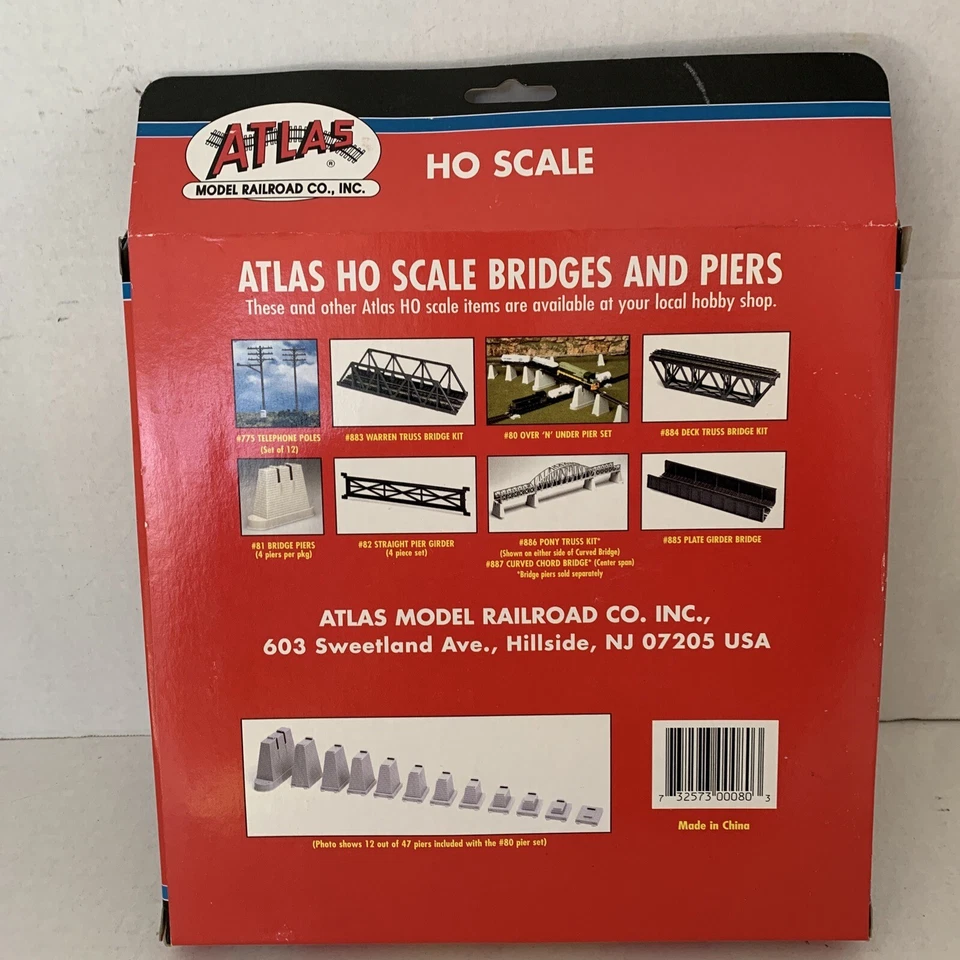 ATLAS ®
MODEL RAILROAD CO., INC.
HO SCALE
ATLAS HO SCALE BRIDGES AND PIERS
These and other Atlas HO scale items are available at your local hobby shop.
#775 TELEPHONE POLES
(Set of 12)
#883 WARREN TRUSS BRIDGE KIT
#80 OVER 'N' UNDER PIER SET
#884 DECK TRUSS BRIDGE KIT
#81 BRIDGE PIERS
(4 piers per pkg)
#82 STRAIGHT PIER GIRDER
(4 piece set)
#886 PONY TRUSS KIT*
(Shown on either side of Curved Bridge)
#887 CURVED CHORD BRIDGE* (Center span)
*Bridge piers sold separately
#885 PLATE GIRDER BRIDGE
ATLAS MODEL RAILROAD CO. INC.,
603 Sweetland Ave., Hillside, NJ 07205 USA
(Photo shows 12 out of 47 piers included with the #80 pier set)
7 32573 00080 3
Made in China